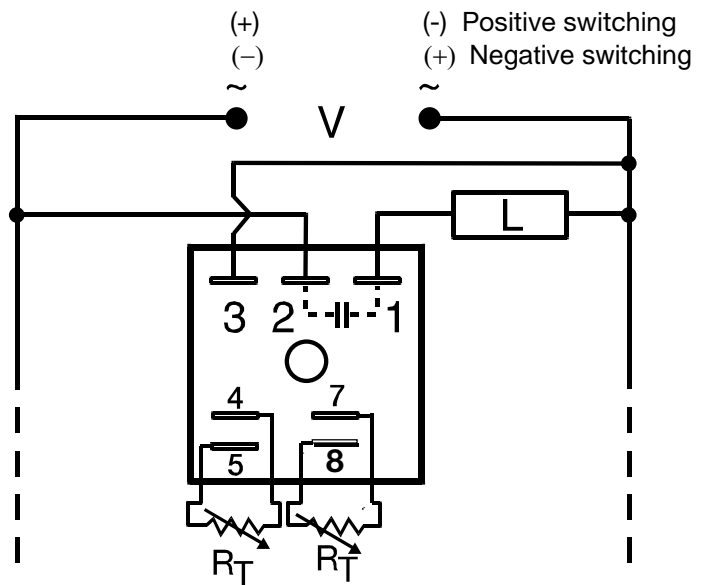 (+) (-) Positive switching
(−) (+) Negative switching
~ ~
V
L
3 2 1
4 7
5 8
RT RT